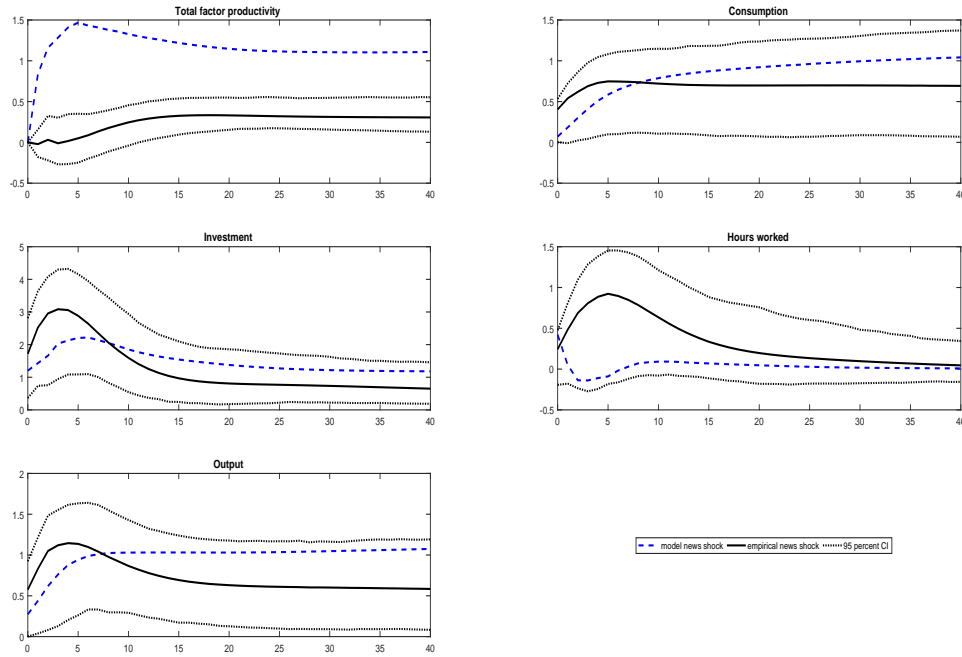 Total factor productivity
1.5
1
0.5
0
-0.5
0 5 10 15 20 25 30 35 40
Consumption
1.5
1
0.5
0
-0.5
0 5 10 15 20 25 30 35 40
Investment
5
4
3
2
1
0
0 5 10 15 20 25 30 35 40
Hours worked
1.5
1
0.5
0
-0.5
0 5 10 15 20 25 30 35 40
Output
2
1.5
1
0.5
0
0 5 10 15 20 25 30 35 40
model news shock empirical news shock 95 percent CI